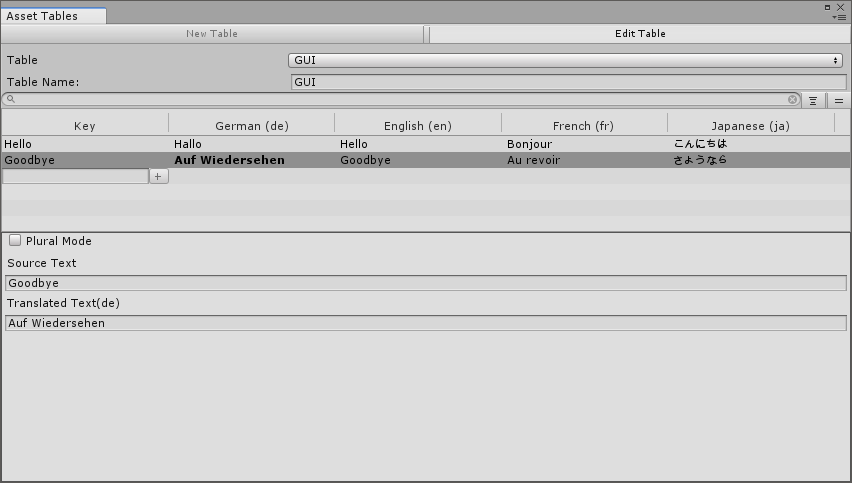 Asset Tables
New Table Edit Table
Table GUI
Table Name: GUI
Key German (de) English (en) French (fr) Japanese (ja)
Hello Hallo Hello Bonjour こんにちは
Goodbye Auf Wiedersehen Goodbye Au revoir さようなら
+
Plural Mode
Source Text
Goodbye
Translated Text(de)
Auf Wiedersehen